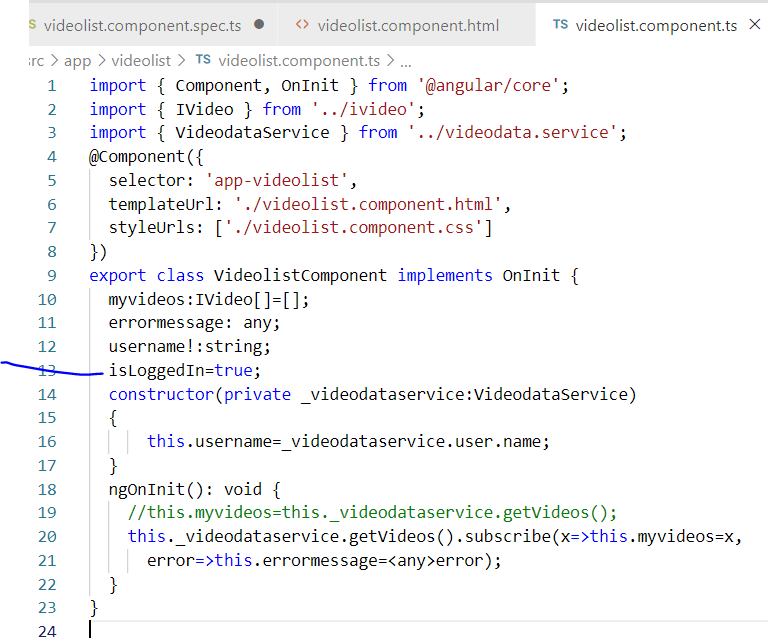 TS videolist.component.spec.ts ●
<> videolist.component.html
TS videolist.component.ts ×
src > app > videolist > TS videolist.component.ts > ...
1 import { Component, OnInit } from '@angular/core';
2 import { IVideo } from '../ivideo';
3 import { VideodataService } from '../videodata.service';
4 @Component({
5 selector: 'app-videolist',
6 templateUrl: './videolist.component.html',
7 styleUrls: ['./videolist.component.css']
8 })
9 export class VideolistComponent implements OnInit {
10 myvideos:IVideo[]=[];
11 errormessage: any;
12 username!:string;
13 isLoggedIn=true;
14 constructor(private _videodataservice:VideodataService)
15 {
16 this.username=_videodataservice.user.name;
17 }
18 ngOnInit(): void {
19 //this.myvideos=this._videodataservice.getVideos();
20 this._videodataservice.getVideos().subscribe(x=>this.myvideos=x,
21 error=>this.errormessage=<any>error);
22 }
23 }
24